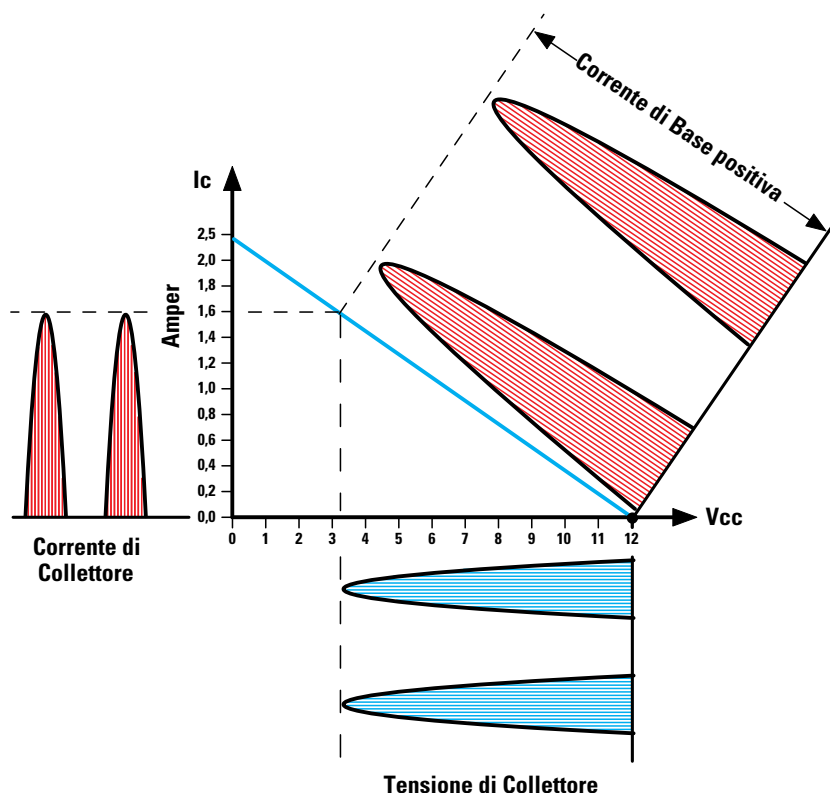 Corrente di Base positiva
Ic
Amper
2,5
2,0
1,8
1,6
1,4
1,2
1,0
0,8
0,6
0,4
0,2
0,0
0 1 2 3 4 5 6 7 8 9 10 11 12
Vcc
Corrente di
Collettore
Tensione di Collettore